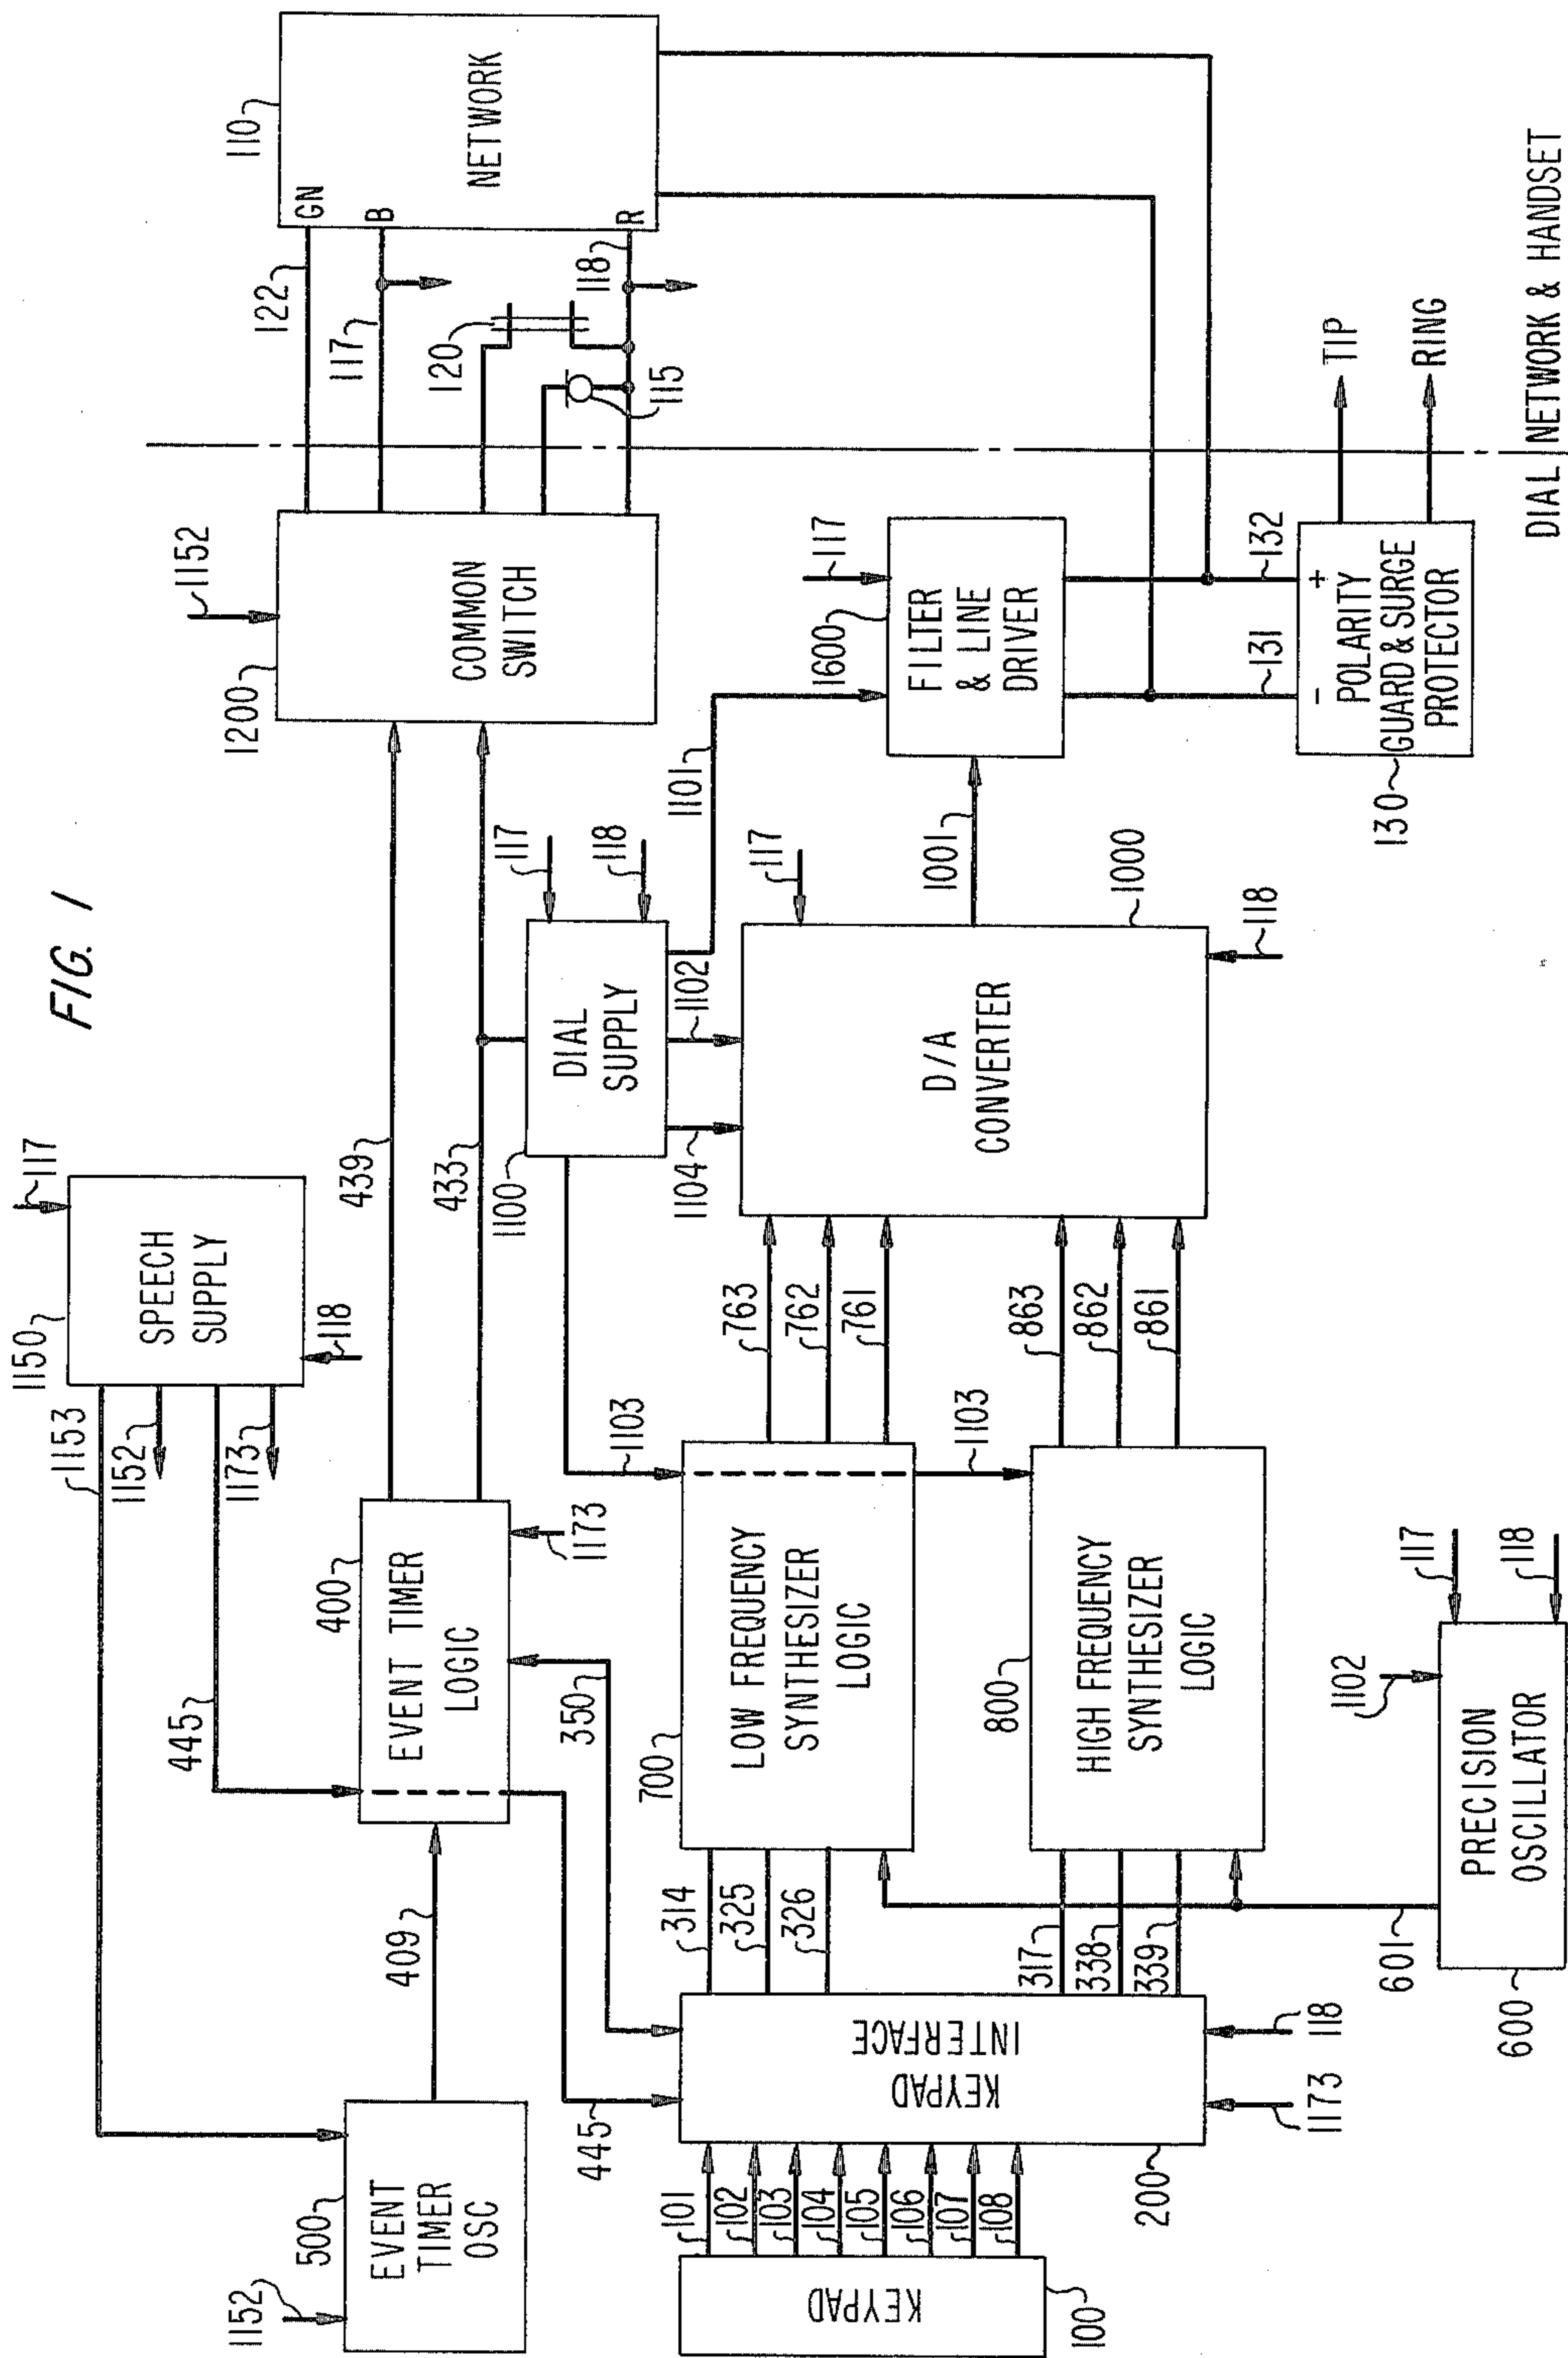 FIG. 1
1152
500
EVENT
TIMER
OSC
1153
409
445
1150
SPEECH
SUPPLY
117
118
1152
1173
400
EVENT TIMER
LOGIC
1173
350
445
439
433
1200
COMMON
SWITCH
1152
122
117
120
115
118
110
NETWORK
GN
B
R
1100
DIAL
SUPPLY
117
118
1103
1104
1102
1101
100
KEYPAD
101
102
103
104
105
106
107
108
200
KEYPAD
INTERFACE
1173
118
314
325
326
317
338
339
700
LOW FREQUENCY
SYNTHESIZER
LOGIC
1103
763
762
761
800
HIGH FREQUENCY
SYNTHESIZER
LOGIC
863
862
861
D/A
CONVERTER
117
118
1000
1001
1600
FILTER
& LINE
DRIVER
117
131
132
130
- +
POLARITY
GUARD & SURGE
PROTECTOR
TIP
RING
600
PRECISION
OSCILLATOR
601
1102
117
118
DIAL NETWORK & HANDSET